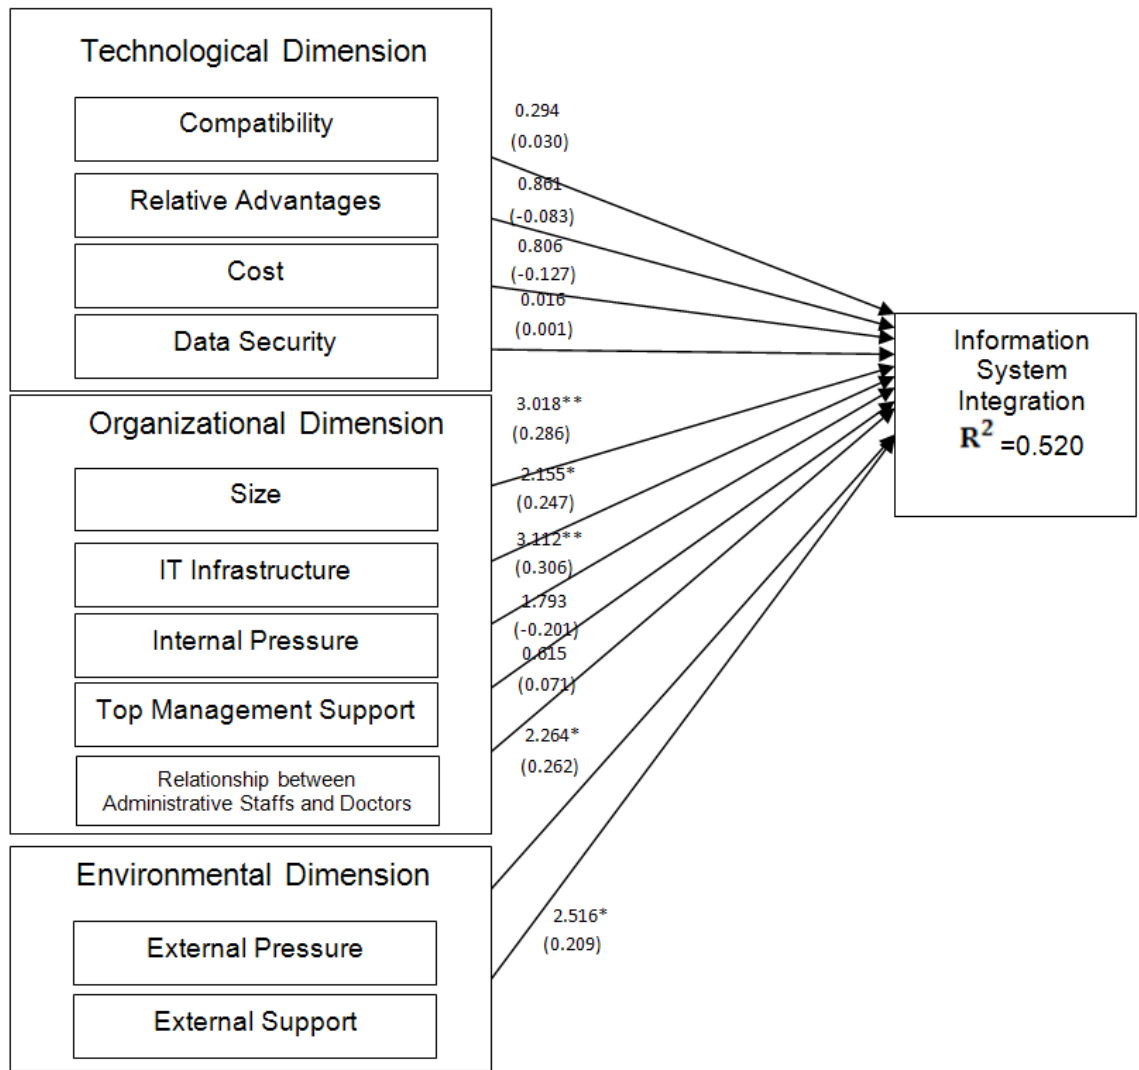 Technological Dimension
Compatibility
Relative Advantages
Cost
Data Security
0.294
(0.030)
0.861
(-0.083)
0.806
(-0.127)
0.016
(0.001)
Organizational Dimension
Size
IT Infrastructure
Internal Pressure
Top Management Support
Relationship between
Administrative Staffs and Doctors
3.018**
(0.286)
2.155*
(0.247)
3.112**
(0.306)
1.793
(-0.201)
0.615
(0.071)
2.264*
(0.262)
Environmental Dimension
External Pressure
External Support
2.516*
(0.209)
Information
System
Integration
R² =0.520